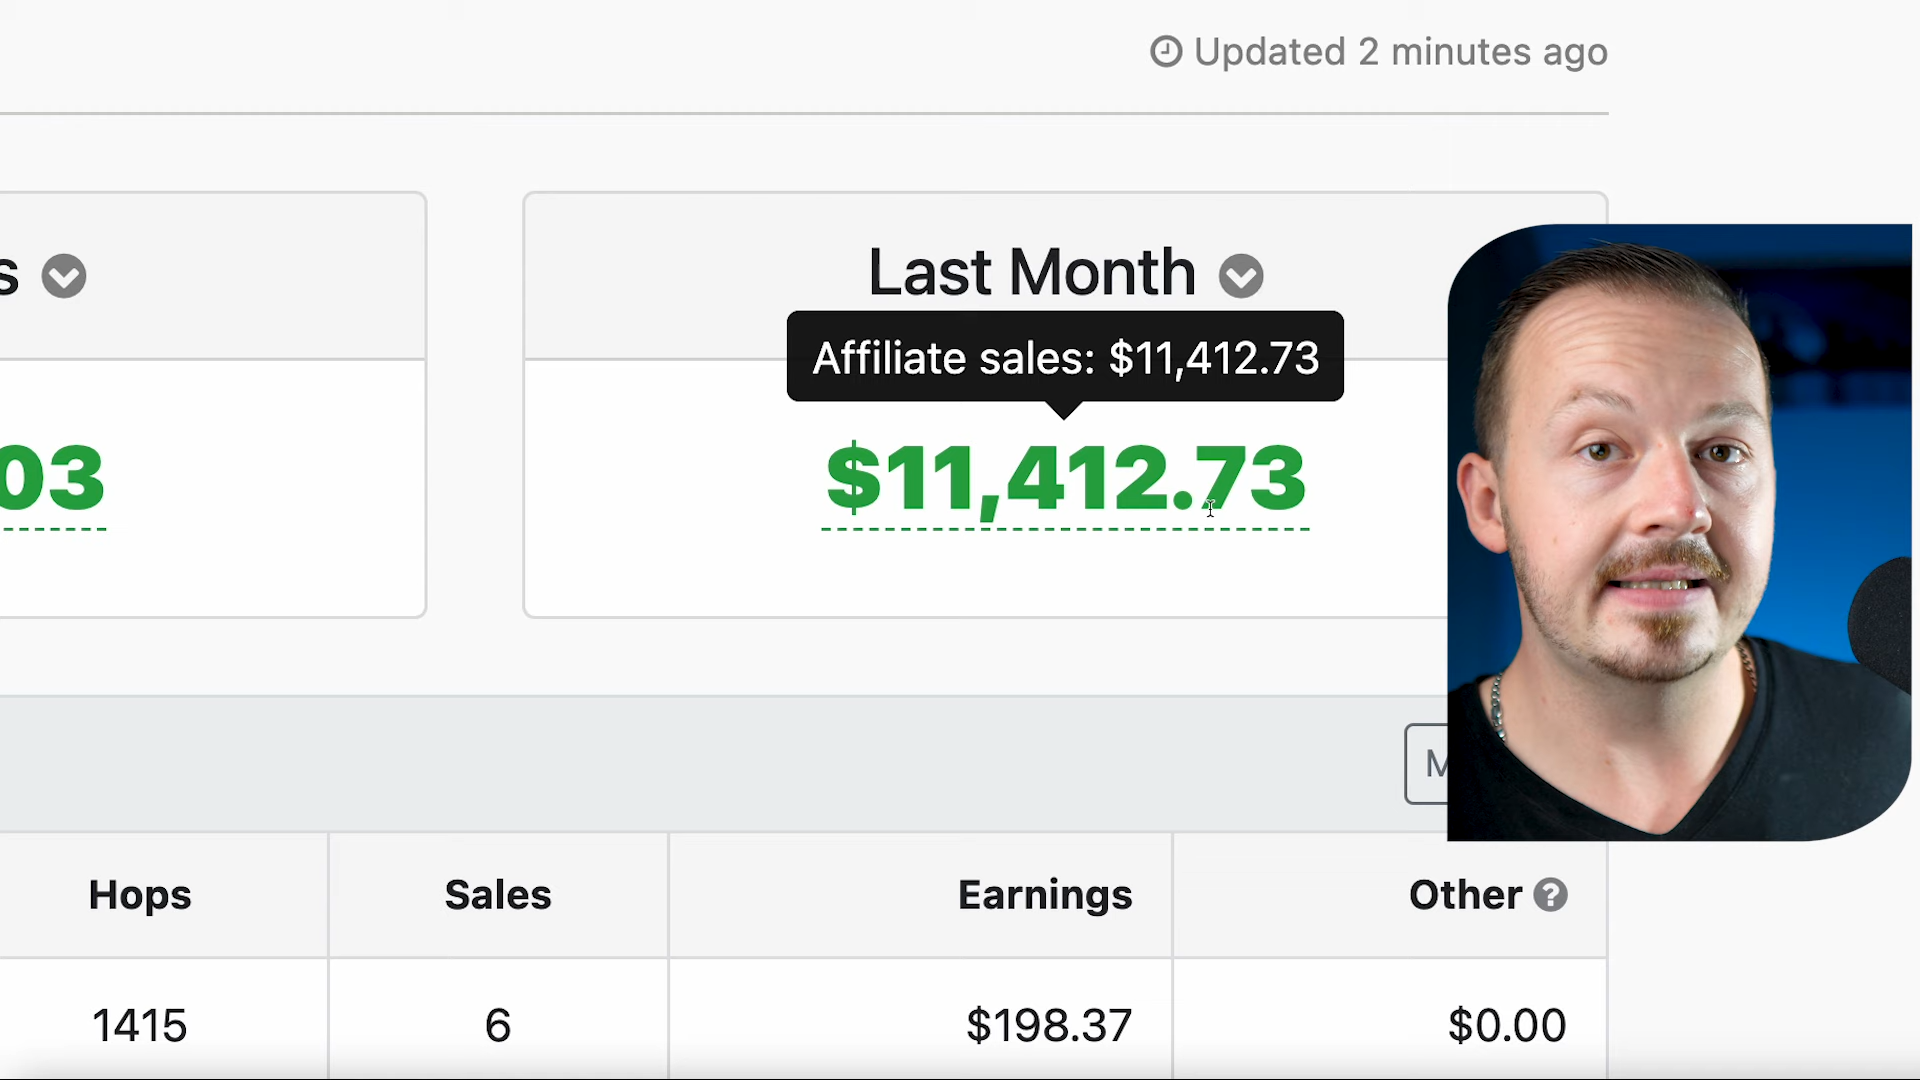 Updated 2 minutes ago
s
Last Month
Affiliate sales: $11,412.73
03
$11,412.73
M
Hops Sales Earnings Other ?
1415 6 $198.37 $0.00